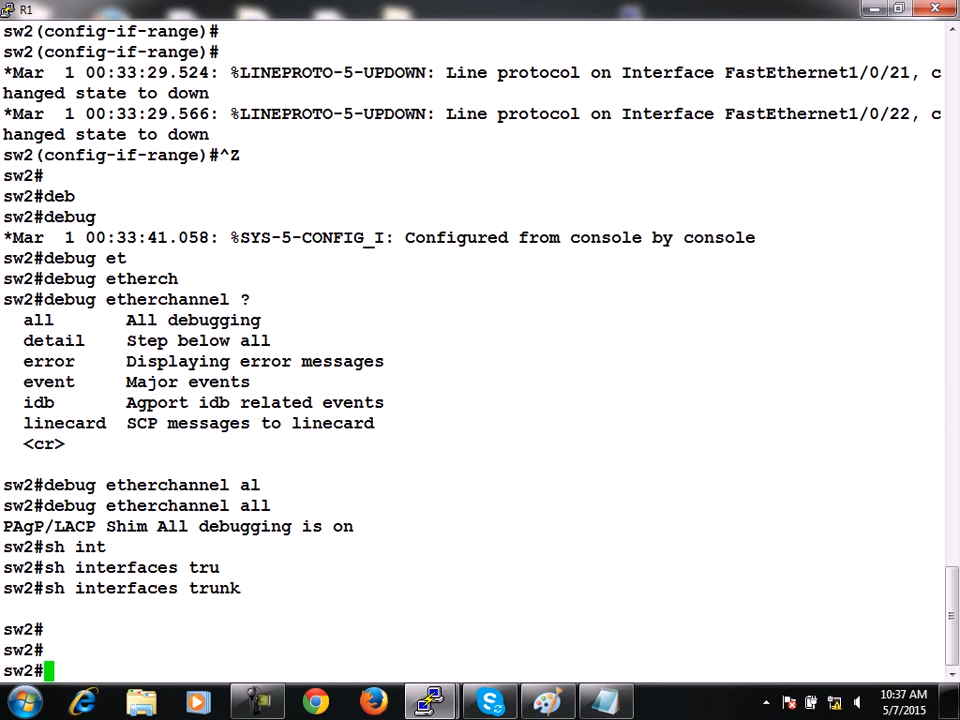 R1
sw2(config-if-range)#
sw2(config-if-range)#
*Mar  1 00:33:29.524: %LINEPROTO-5-UPDOWN: Line protocol on Interface FastEthernet1/0/21, c
hanged state to down
*Mar  1 00:33:29.566: %LINEPROTO-5-UPDOWN: Line protocol on Interface FastEthernet1/0/22, c
hanged state to down
sw2(config-if-range)#^Z
sw2#
sw2#deb
sw2#debug
*Mar  1 00:33:41.058: %SYS-5-CONFIG_I: Configured from console by console
sw2#debug et
sw2#debug etherch
sw2#debug etherchannel ?
  all       All debugging
  detail    Step below all
  error     Displaying error messages
  event     Major events
  idb       Agport idb related events
  linecard  SCP messages to linecard
  <cr>
sw2#debug etherchannel al
sw2#debug etherchannel all
PAgP/LACP Shim All debugging is on
sw2#sh int
sw2#sh interfaces tru
sw2#sh interfaces trunk
sw2#
sw2#
sw2#
10:37 AM
5/7/2015